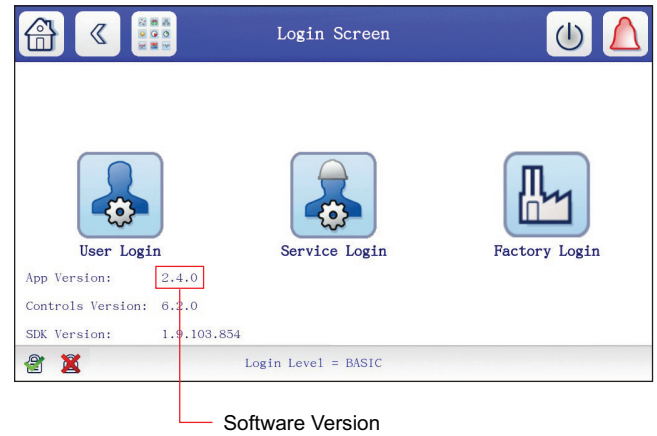 Login Screen
User Login
Service Login
Factory Login
App Version: 2.4.0
Controls Version: 6.2.0
SDK Version: 1.9.103.854
Login Level = BASIC
Software Version